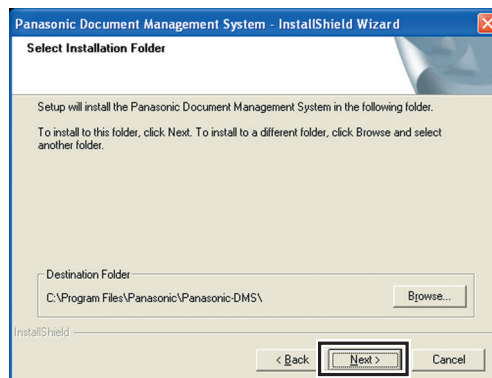 Panasonic Document Management System - InstallShield Wizard
Select Installation Folder
Setup will install the Panasonic Document Management System in the following folder.
To install to this folder, click Next. To install to a different folder, click Browse and select
another folder.
Destination Folder
C:\Program Files\Panasonic\Panasonic-DMS\
Browse...
InstallShield
< Back
Next >
Cancel